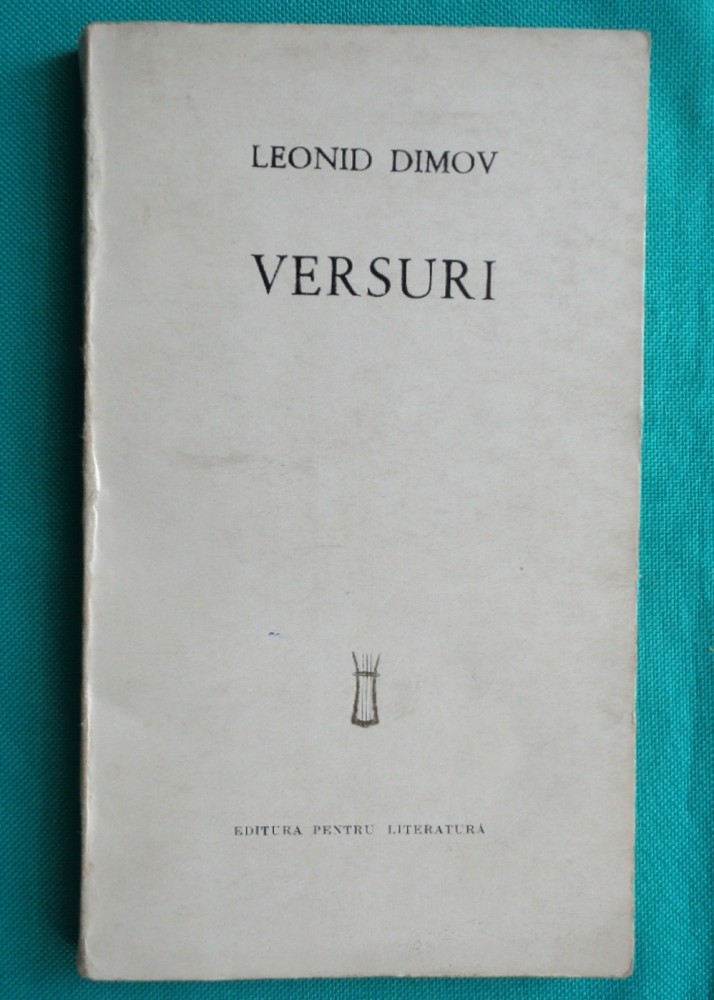 LEONID DIMOV
VERSURI
EDITURA PENTRU LITERATURĂ